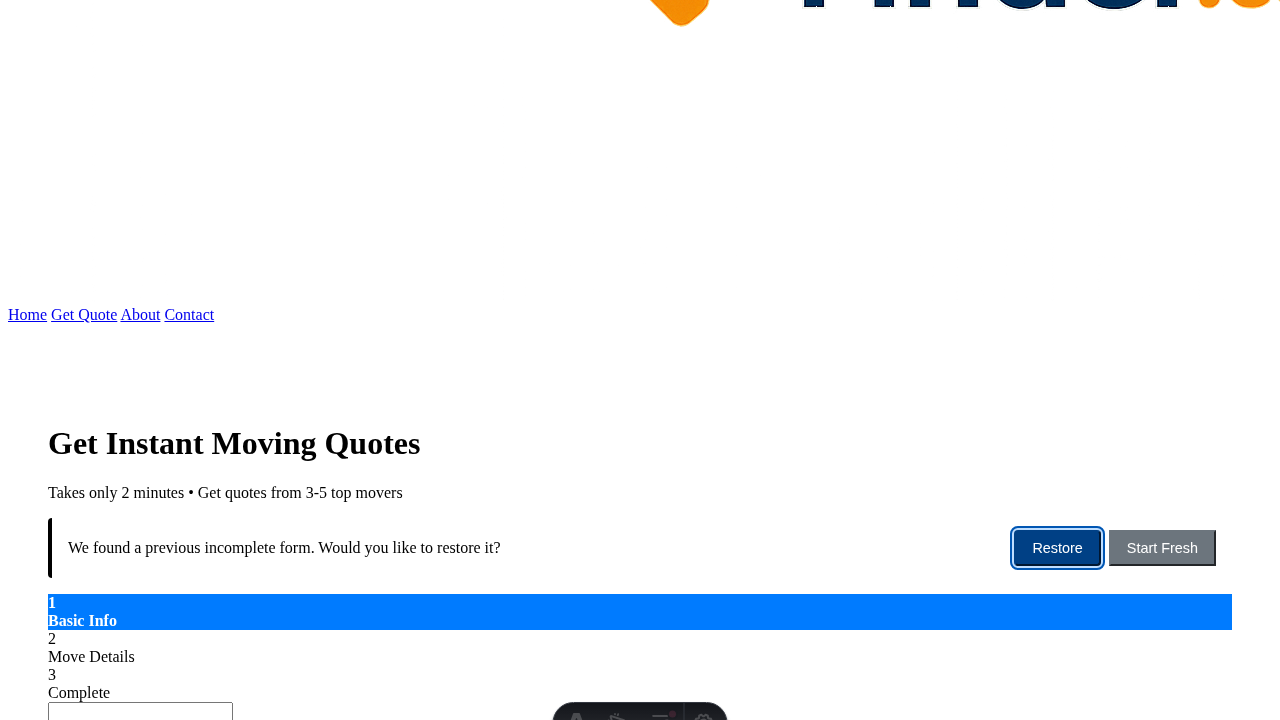 Home Get Quote About Contact
Get Instant Moving Quotes
Takes only 2 minutes • Get quotes from 3-5 top movers
We found a previous incomplete form. Would you like to restore it?
Restore
Start Fresh
1
Basic Info
2
Move Details
3
Complete